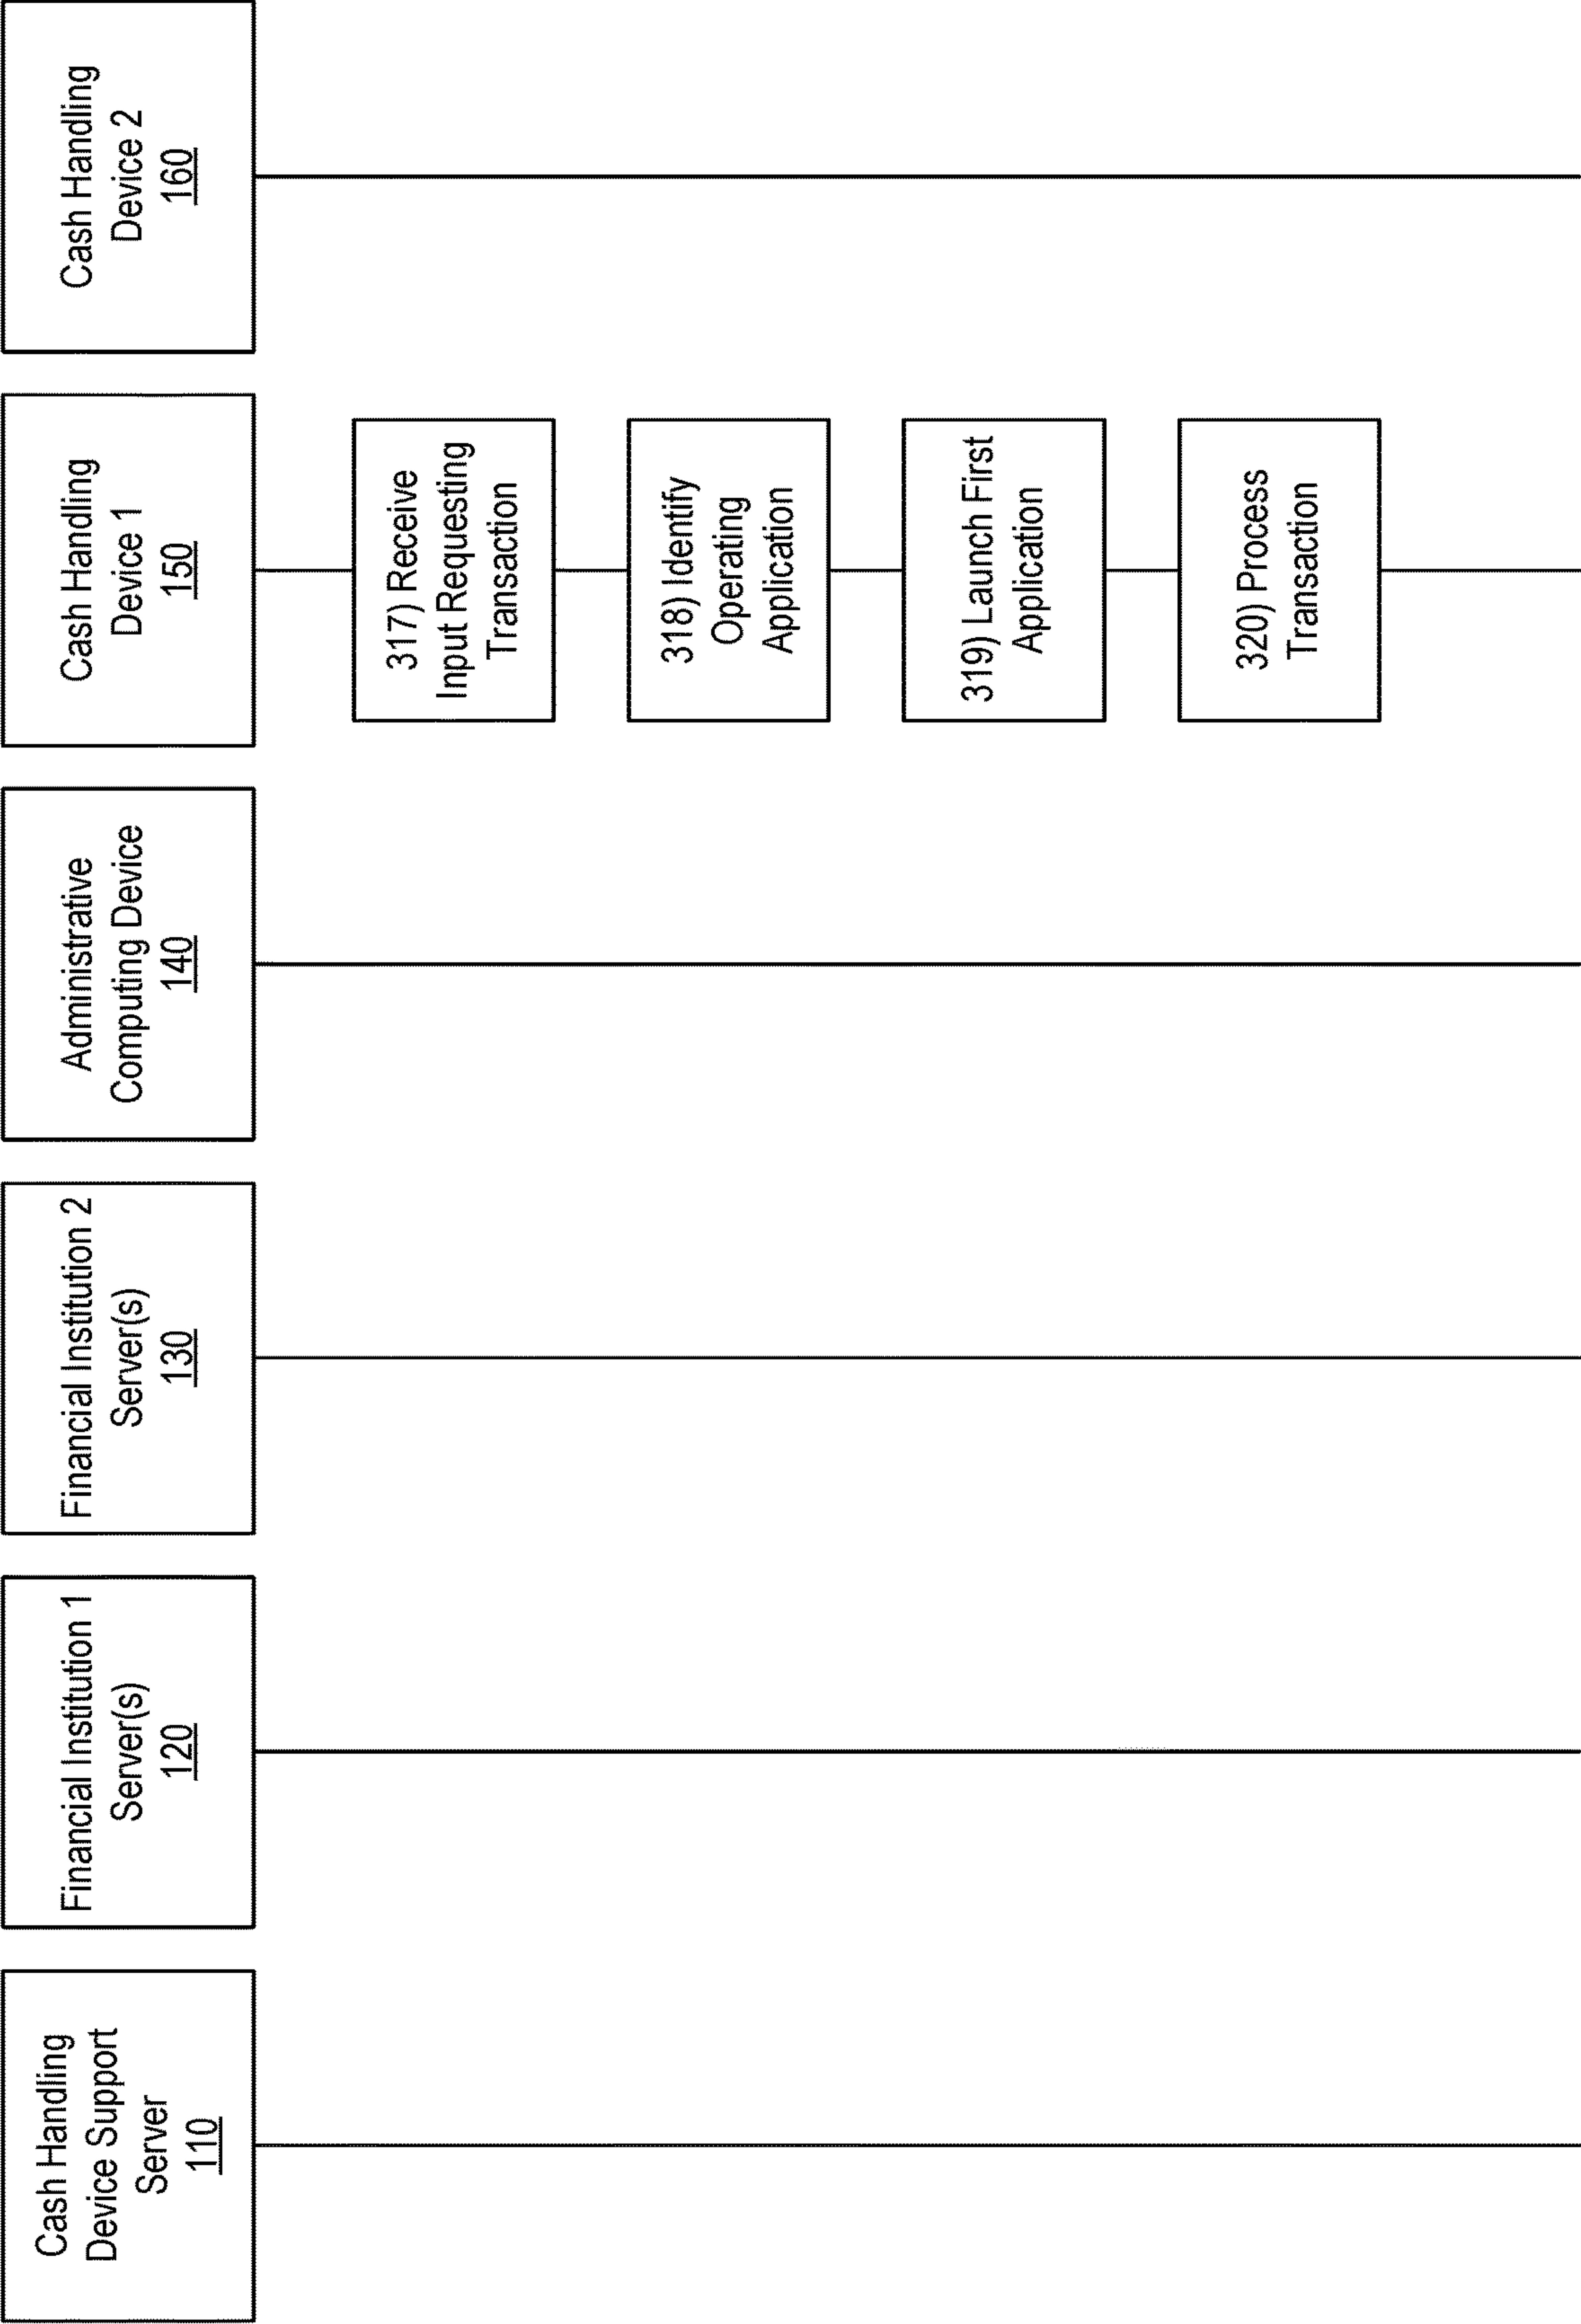 Cash Handling
Device Support
Server
110
Financial Institution 1
Server(s)
120
Financial Institution 2
Server(s)
130
Administrative
Computing Device
140
Cash Handling
Device 1
150
Cash Handling
Device 2
160
317) Receive
Input Requesting
Transaction
318) Identify
Operating
Application
319) Launch First
Application
320) Process
Transaction